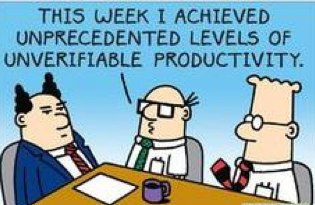 THIS WEEK I ACHIEVED
UNPRECEDENTED LEVELS OF
UNVERIFIABLE PRODUCTIVITY.